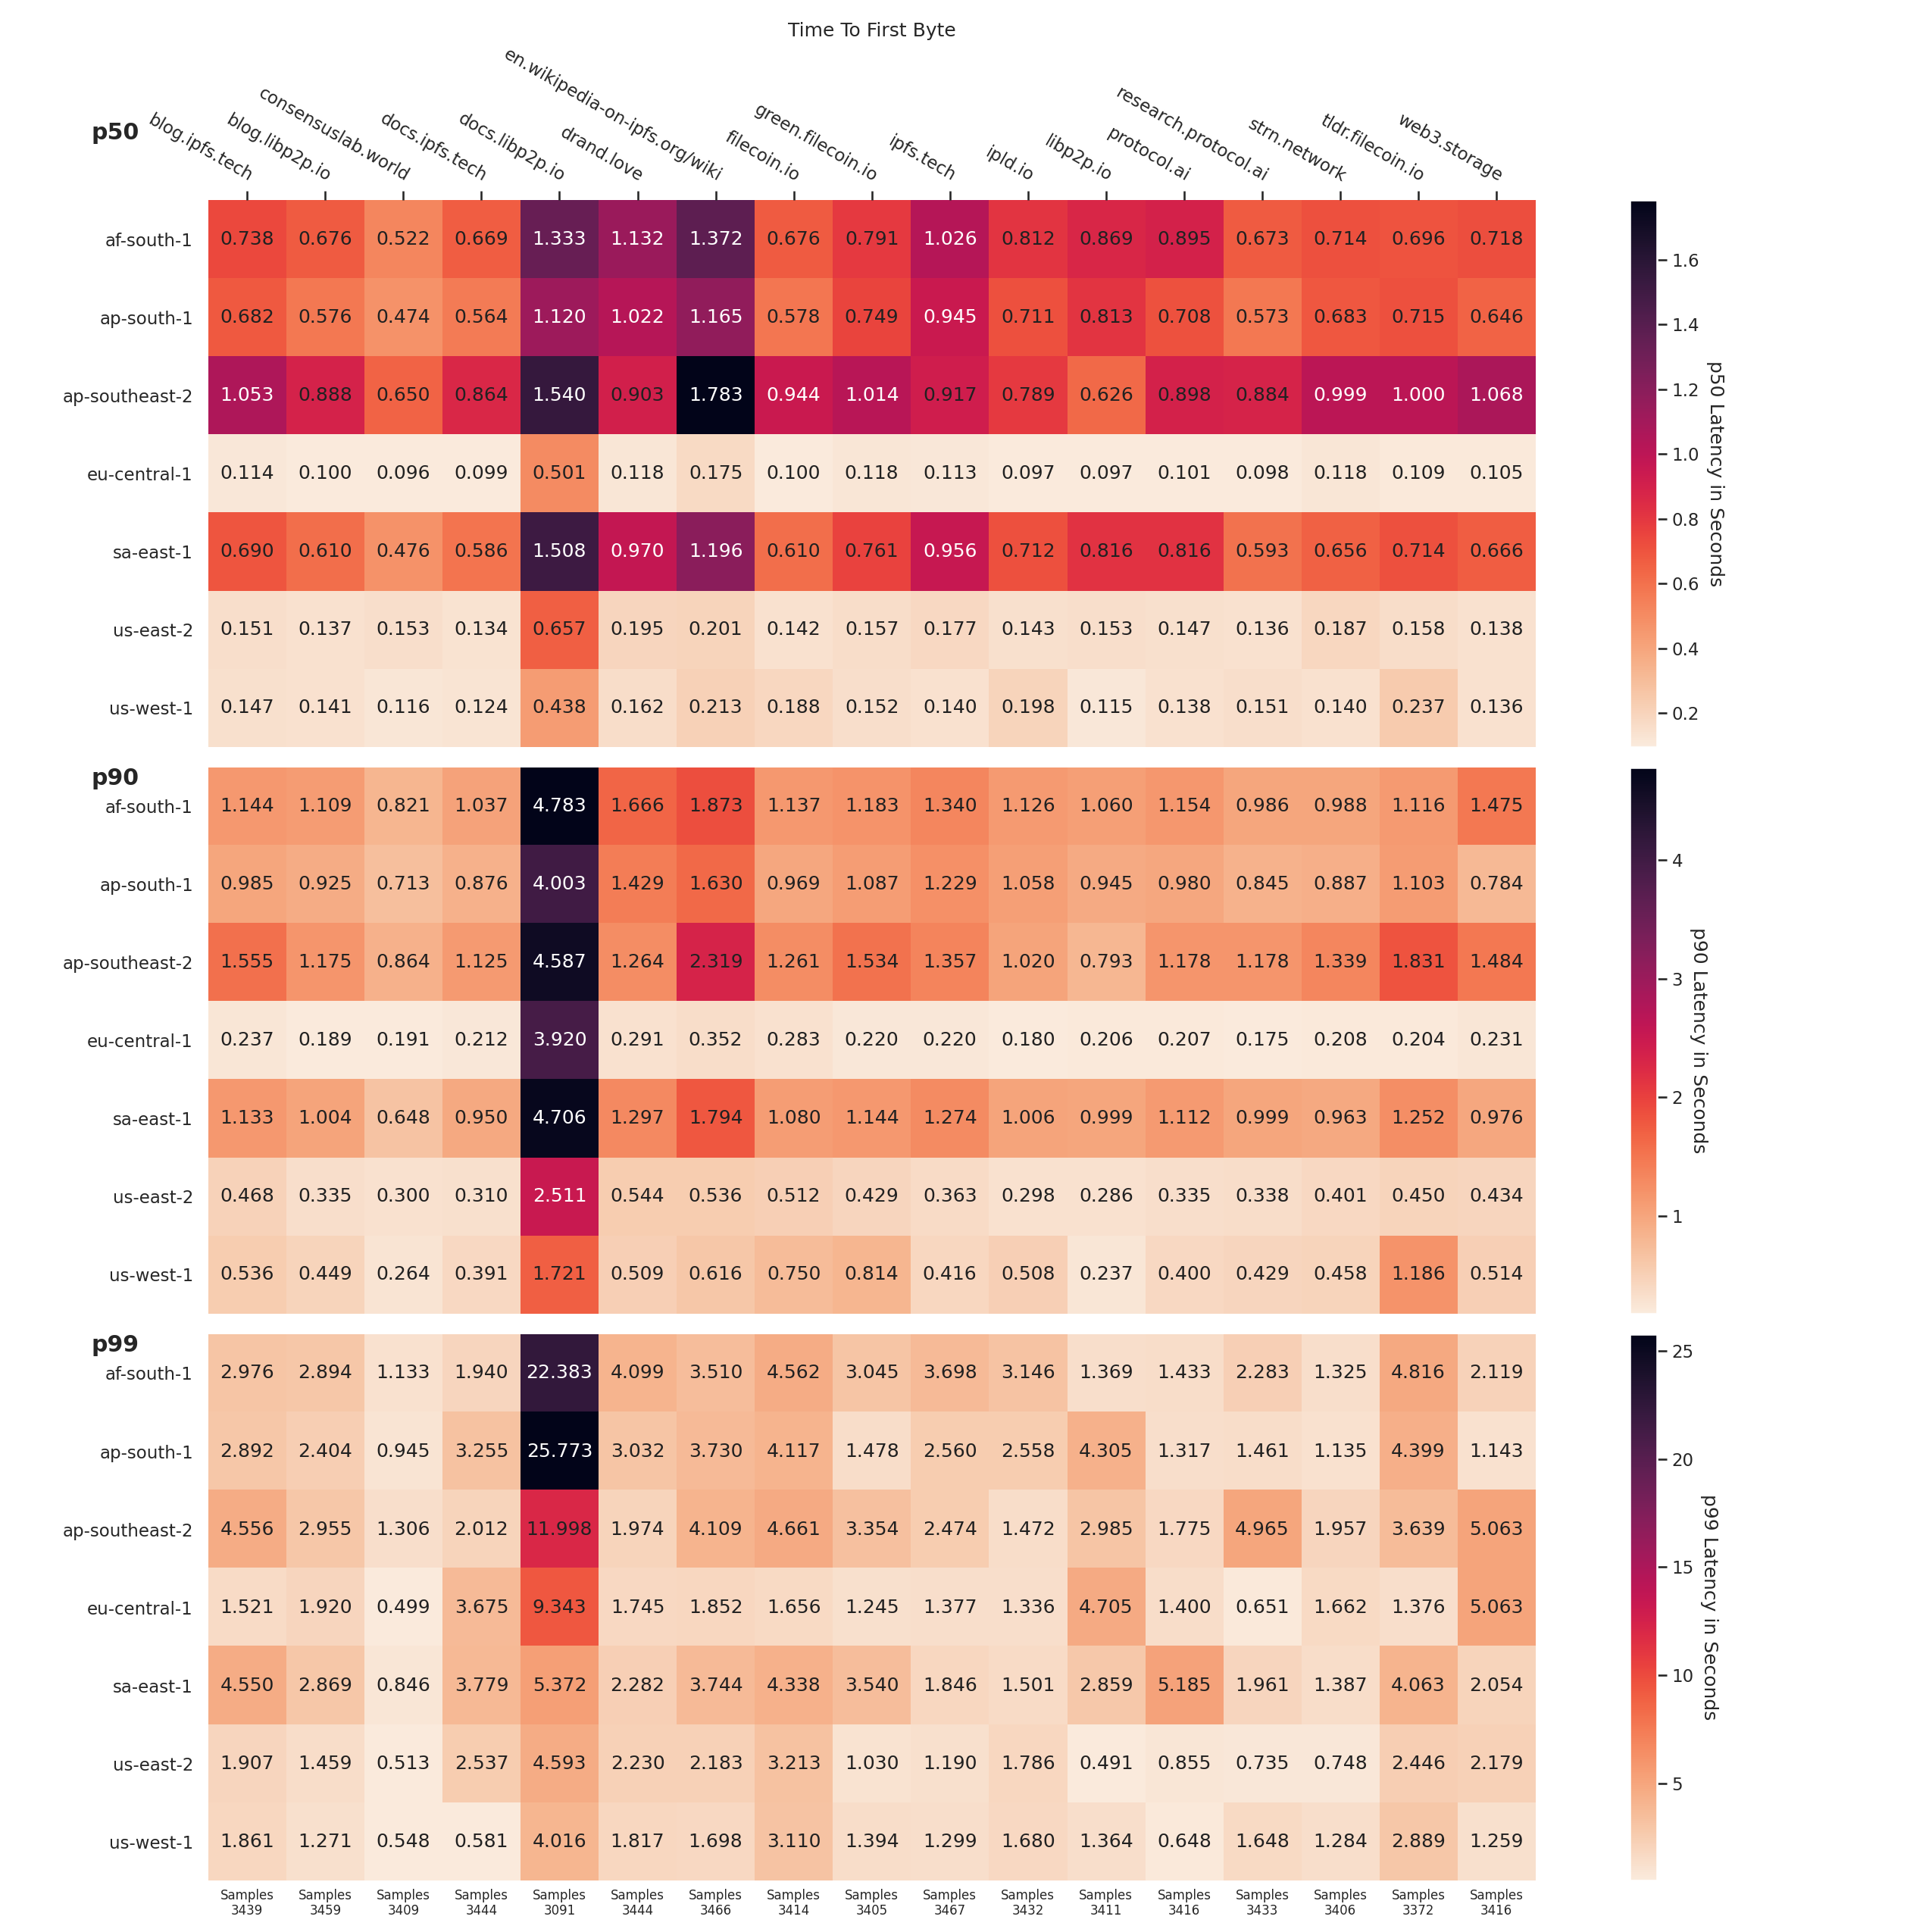 Time To First Byte
blog.ipfs.tech
blog.libp2p.io
consensuslab.world
docs.ipfs.tech
docs.libp2p.io
drand.love
en.wikipedia-on-ipfs.org/wiki
filecoin.io
green.filecoin.io
ipfs.tech
ipld.io
libp2p.io
protocol.ai
research.protocol.ai
strn.network
tldr.filecoin.io
web3.storage
p50
af-south-1 0.738 0.676 0.522 0.669 1.333 1.132 1.372 0.676 0.791 1.026 0.812 0.869 0.895 0.673 0.714 0.696 0.718
ap-south-1 0.682 0.576 0.474 0.564 1.120 1.022 1.165 0.578 0.749 0.945 0.711 0.813 0.708 0.573 0.683 0.715 0.646
ap-southeast-2 1.053 0.888 0.650 0.864 1.540 0.903 1.783 0.944 1.014 0.917 0.789 0.626 0.898 0.884 0.999 1.000 1.068
eu-central-1 0.114 0.100 0.096 0.099 0.501 0.118 0.175 0.100 0.118 0.113 0.097 0.097 0.101 0.098 0.118 0.109 0.105
sa-east-1 0.690 0.610 0.476 0.586 1.508 0.970 1.196 0.610 0.761 0.956 0.712 0.816 0.816 0.593 0.656 0.714 0.666
us-east-2 0.151 0.137 0.153 0.134 0.657 0.195 0.201 0.142 0.157 0.177 0.143 0.153 0.147 0.136 0.187 0.158 0.138
us-west-1 0.147 0.141 0.116 0.124 0.438 0.162 0.213 0.188 0.152 0.140 0.198 0.115 0.138 0.151 0.140 0.237 0.136
1.6
1.4
1.2
1.0
0.8
0.6
0.4
0.2
p50 Latency in Seconds
p90
af-south-1 1.144 1.109 0.821 1.037 4.783 1.666 1.873 1.137 1.183 1.340 1.126 1.060 1.154 0.986 0.988 1.116 1.475
ap-south-1 0.985 0.925 0.713 0.876 4.003 1.429 1.630 0.969 1.087 1.229 1.058 0.945 0.980 0.845 0.887 1.103 0.784
ap-southeast-2 1.555 1.175 0.864 1.125 4.587 1.264 2.319 1.261 1.534 1.357 1.020 0.793 1.178 1.178 1.339 1.831 1.484
eu-central-1 0.237 0.189 0.191 0.212 3.920 0.291 0.352 0.283 0.220 0.220 0.180 0.206 0.207 0.175 0.208 0.204 0.231
sa-east-1 1.133 1.004 0.648 0.950 4.706 1.297 1.794 1.080 1.144 1.274 1.006 0.999 1.112 0.999 0.963 1.252 0.976
us-east-2 0.468 0.335 0.300 0.310 2.511 0.544 0.536 0.512 0.429 0.363 0.298 0.286 0.335 0.338 0.401 0.450 0.434
us-west-1 0.536 0.449 0.264 0.391 1.721 0.509 0.616 0.750 0.814 0.416 0.508 0.237 0.400 0.429 0.458 1.186 0.514
4
3
2
1
p90 Latency in Seconds
p99
af-south-1 2.976 2.894 1.133 1.940 22.383 4.099 3.510 4.562 3.045 3.698 3.146 1.369 1.433 2.283 1.325 4.816 2.119
ap-south-1 2.892 2.404 0.945 3.255 25.773 3.032 3.730 4.117 1.478 2.560 2.558 4.305 1.317 1.461 1.135 4.399 1.143
ap-southeast-2 4.556 2.955 1.306 2.012 11.998 1.974 4.109 4.661 3.354 2.474 1.472 2.985 1.775 4.965 1.957 3.639 5.063
eu-central-1 1.521 1.920 0.499 3.675 9.343 1.745 1.852 1.656 1.245 1.377 1.336 4.705 1.400 0.651 1.662 1.376 5.063
sa-east-1 4.550 2.869 0.846 3.779 5.372 2.282 3.744 4.338 3.540 1.846 1.501 2.859 5.185 1.961 1.387 4.063 2.054
us-east-2 1.907 1.459 0.513 2.537 4.593 2.230 2.183 3.213 1.030 1.190 1.786 0.491 0.855 0.735 0.748 2.446 2.179
us-west-1 1.861 1.271 0.548 0.581 4.016 1.817 1.698 3.110 1.394 1.299 1.680 1.364 0.648 1.648 1.284 2.889 1.259
25
20
15
10
5
p99 Latency in Seconds
Samples Samples Samples Samples Samples Samples Samples Samples Samples Samples Samples Samples Samples Samples Samples Samples Samples
3439 3459 3409 3444 3091 3444 3466 3414 3405 3467 3432 3411 3416 3433 3406 3372 3416